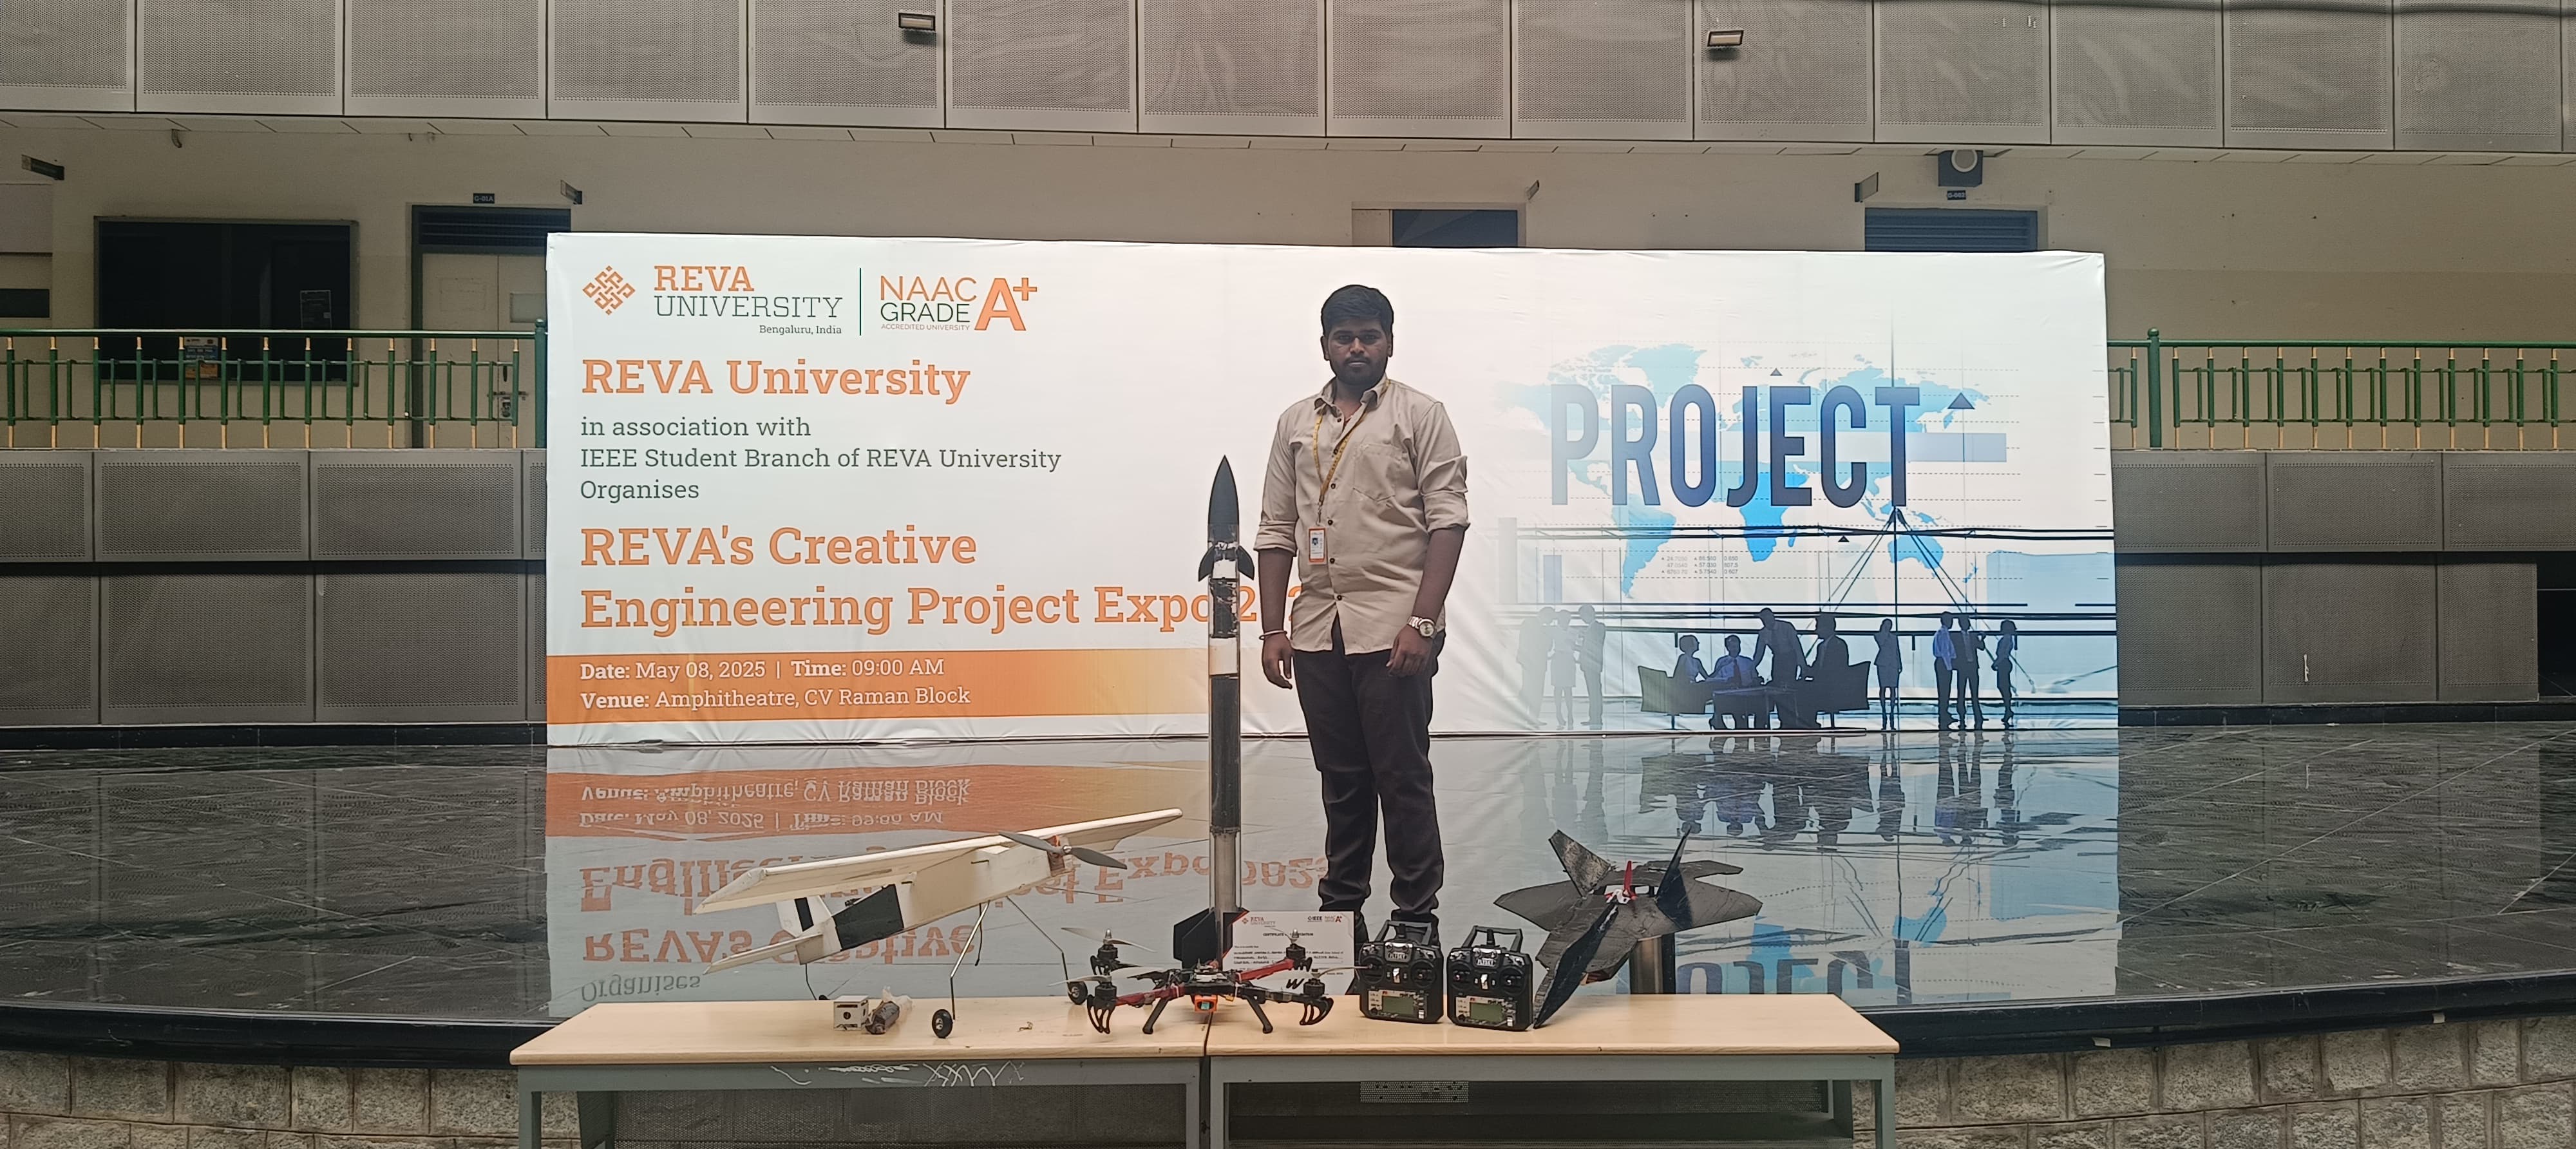 REVA
UNIVERSITY
Bengaluru, India
NAAC
GRADE
ACCREDITED UNIVERSITY
A+
REVA University
in association with
IEEE Student Branch of REVA University
Organises
REVA's Creative
Engineering Project Expo
Date: May 08, 2025 | Time: 09:00 AM
Venue: Amphitheatre, CV Raman Block
PROJECT